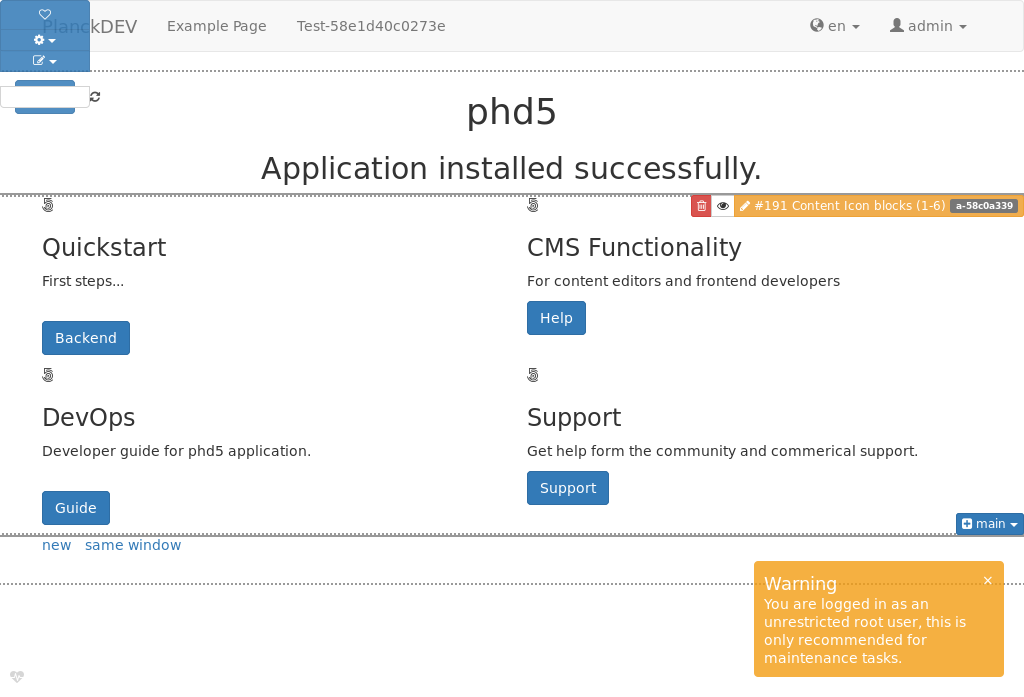 PlanckDEV Example Page Test-58e1d40c0273e en admin
phd5
Application installed successfully.
#191 Content Icon blocks (1-6) a-58c0a339
Quickstart
First steps...
Backend
CMS Functionality
For content editors and frontend developers
Help
DevOps
Developer guide for phd5 application.
Guide
Support
Get help form the community and commerical support.
Support
main
new same window
Warning ×
You are logged in as an
unrestricted root user, this is
only recommended for
maintenance tasks.